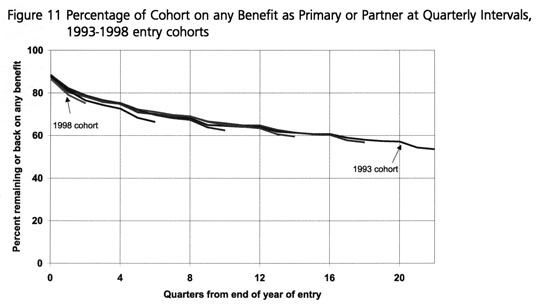 Figure 11 Percentage of Cohort on any Benefit as Primary or Partner at Quarterly Intervals,
1993-1998 entry cohorts
Percent remaining or back on any benefit
100
80
60
40
20
0
1998 cohort
1993 cohort
0 4 8 12 16 20
Quarters from end of year of entry